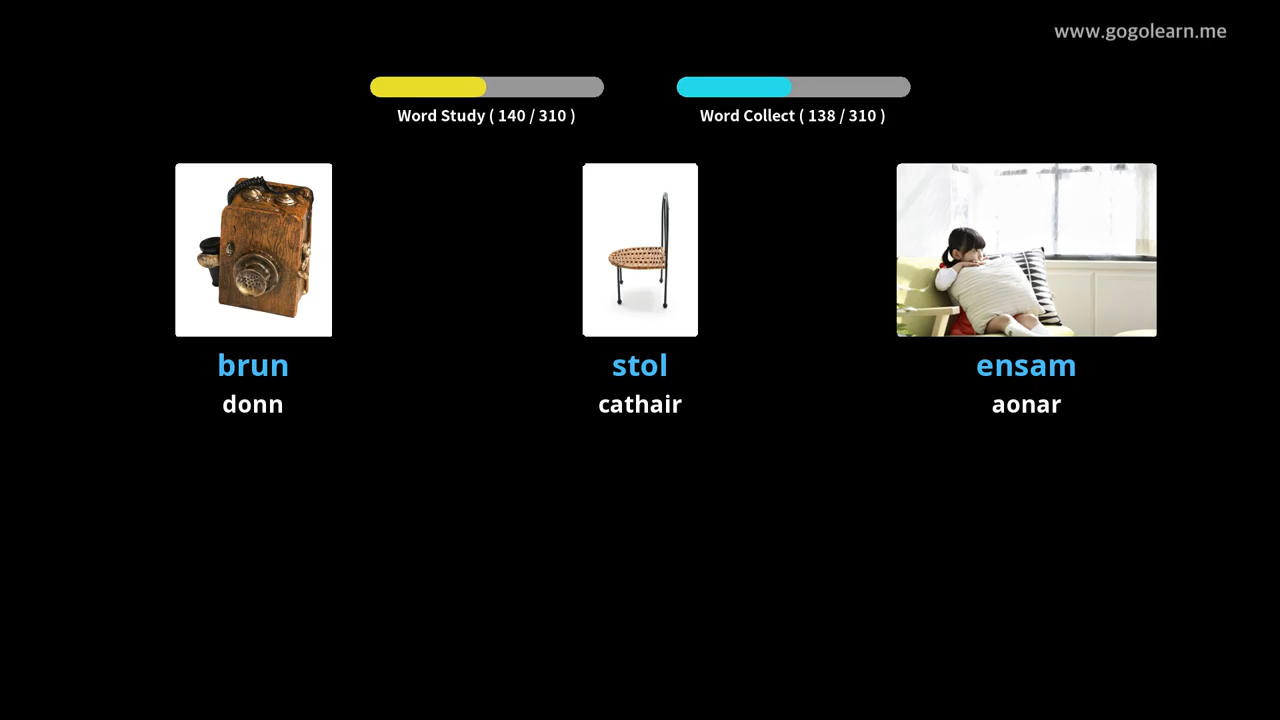 www.gogolearn.me
Word Study ( 140 / 310 )
Word Collect ( 138 / 310 )
brun
donn
stol
cathair
ensam
aonar